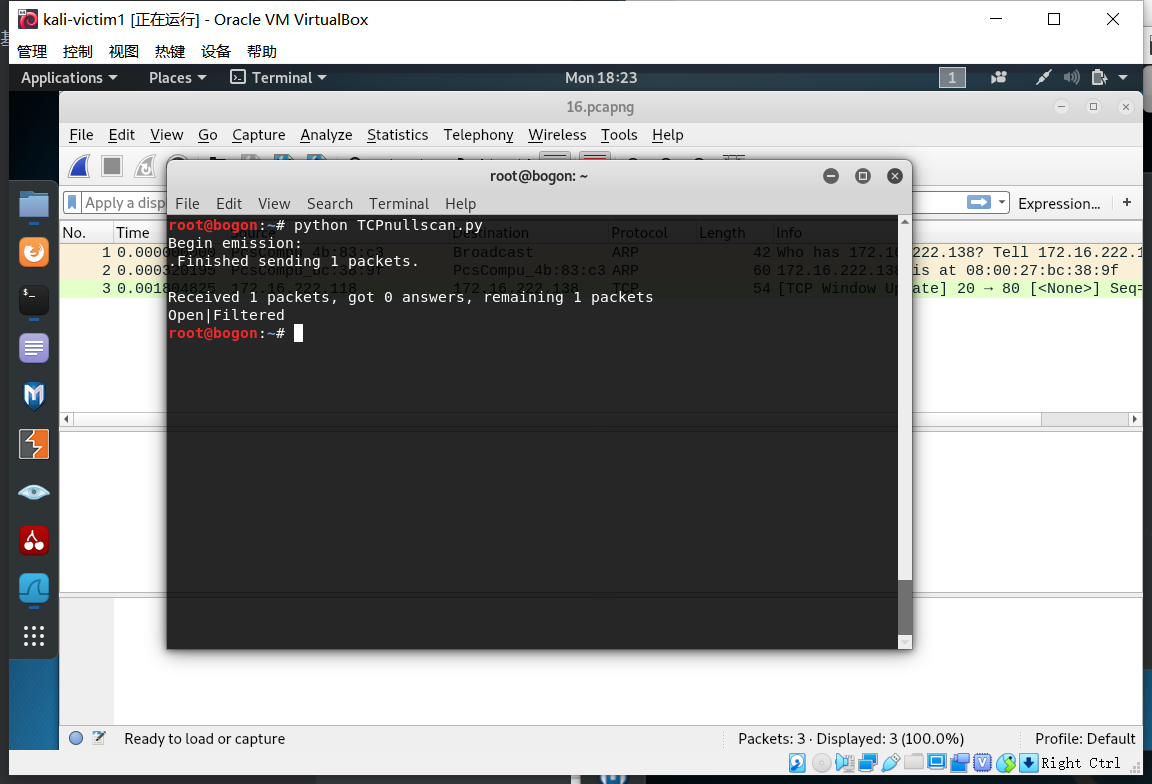 kali-victim1 [正在运行] - Oracle VM VirtualBox
管理 控制 视图 热键 设备 帮助
Applications Places Terminal Mon 18:23 1
16.pcapng
File Edit View Go Capture Analyze Statistics Telephony Wireless Tools Help
root@bogon: ~
Apply a disp Expression... +
File Edit View Search Terminal Help
root@bogon:~# python TCPnullscan.py
No. Time Destination Protocol Length Info
Begin emission:
1 0.0000 PcsCompu_4b:83:c3 Broadcast ARP 42 Who has 172.16.222.138? Tell 172.16.222.1
.Finished sending 1 packets.
2 0.000320195 PcsCompu_bc:38:9f PcsCompu_4b:83:c3 ARP 60 172.16.222.138 is at 08:00:27:bc:38:9f
3 0.001804825 172.16.222.118 172.16.222.138 TCP 54 [TCP Window Update] 20 → 80 [<None>] Seq=
Received 1 packets, got 0 answers, remaining 1 packets
Open|Filtered
root@bogon:~#
Ready to load or capture Packets: 3 · Displayed: 3 (100.0%) Profile: Default
Right Ctrl